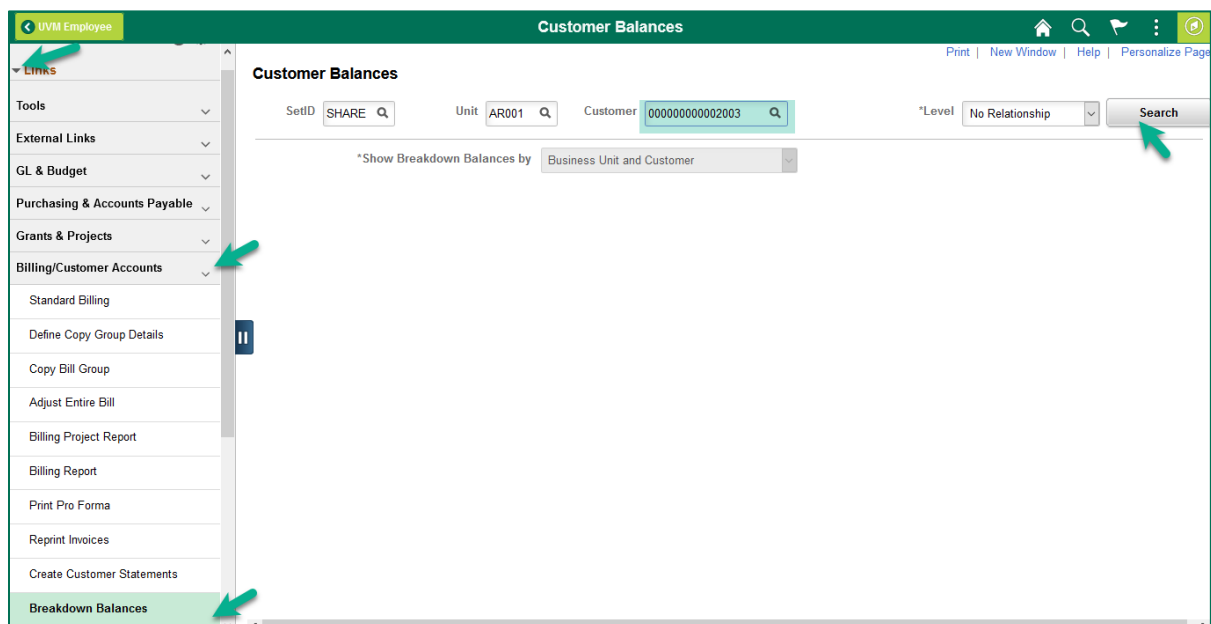 UVM Employee
Customer Balances
Print | New Window | Help | Personalize Page
Links
Tools
External Links
GL & Budget
Purchasing & Accounts Payable
Grants & Projects
Billing/Customer Accounts
Standard Billing
Define Copy Group Details
Copy Bill Group
Adjust Entire Bill
Billing Project Report
Billing Report
Print Pro Forma
Reprint Invoices
Create Customer Statements
Breakdown Balances
Customer Balances
SetID SHARE Unit AR001 Customer 000000000002003 *Level No Relationship Search
*Show Breakdown Balances by Business Unit and Customer